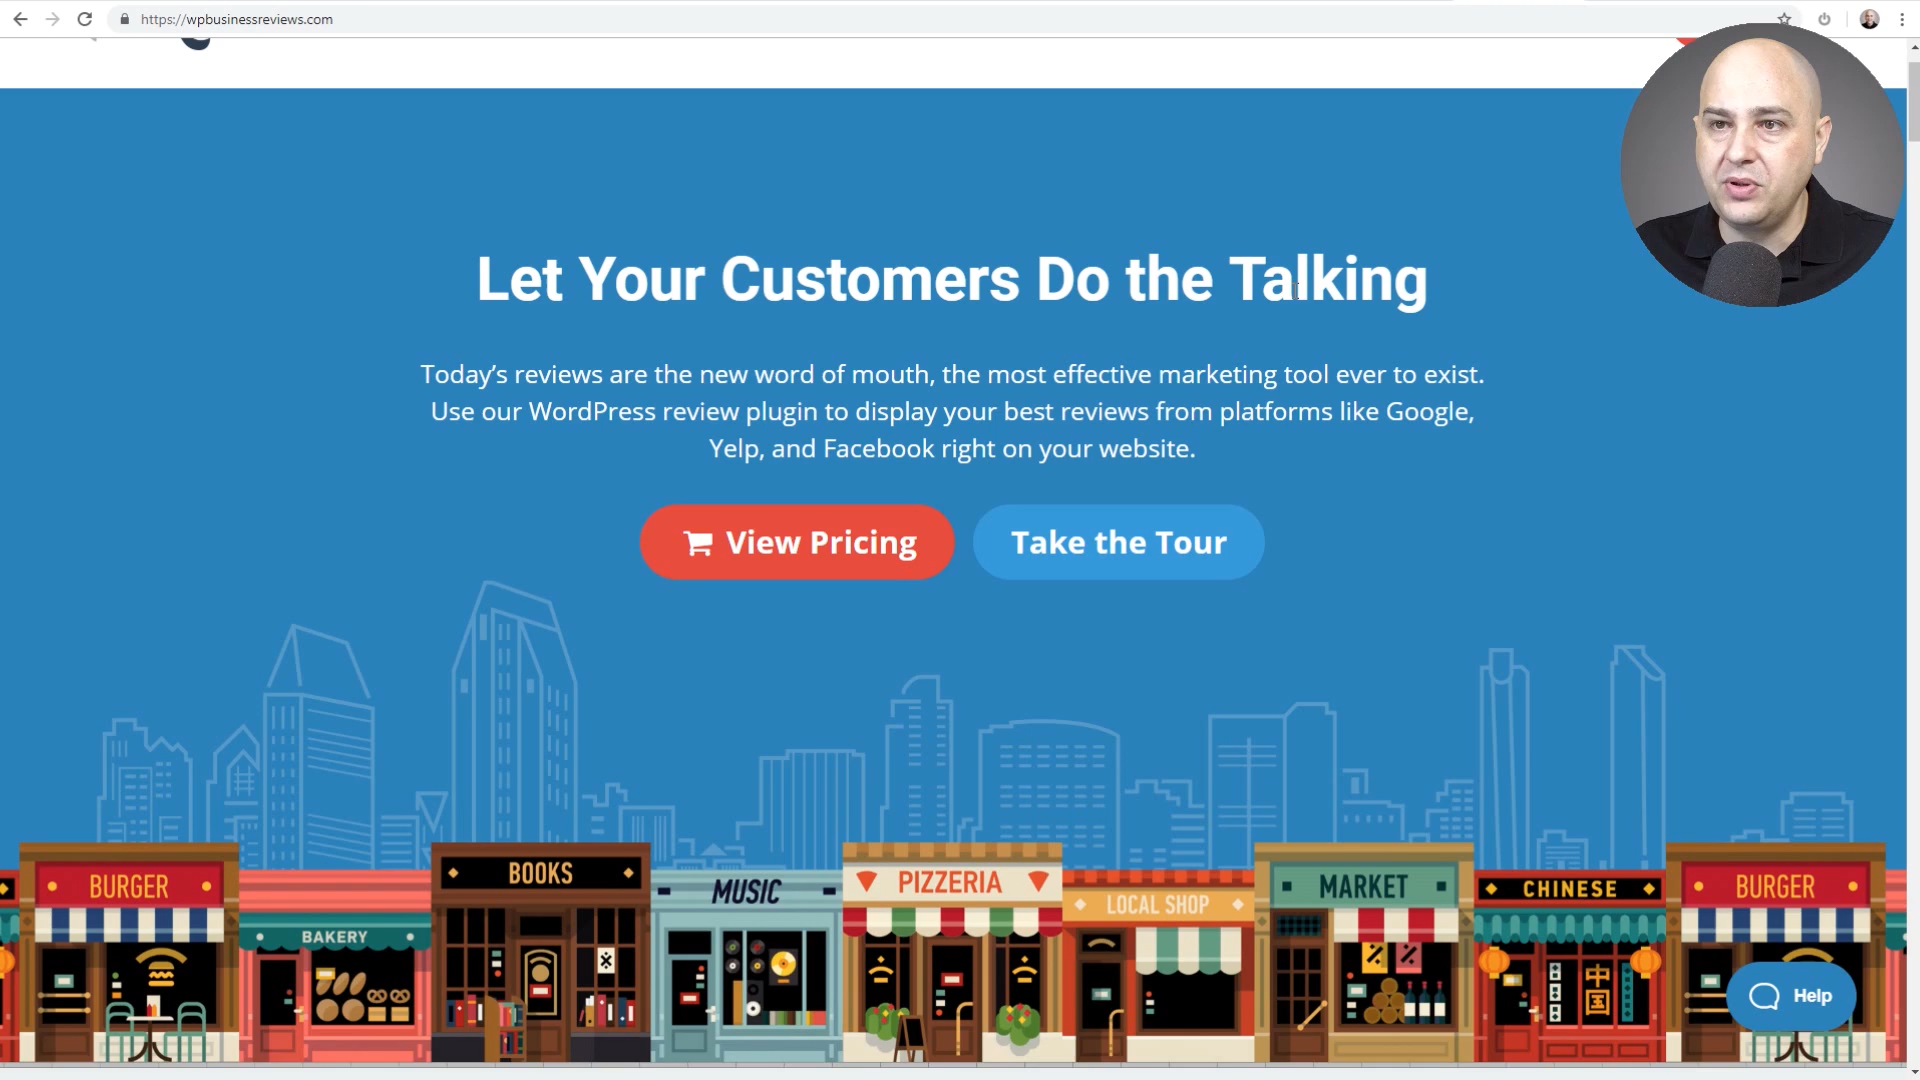 https://wpbusinessreviews.com
Let Your Customers Do the Talking
Today’s reviews are the new word of mouth, the most effective marketing tool ever to exist.
Use our WordPress review plugin to display your best reviews from platforms like Google,
Yelp, and Facebook right on your website.
View Pricing
Take the Tour
BURGER
BAKERY
BOOKS
MUSIC
PIZZERIA
LOCAL SHOP
MARKET
CHINESE
BURGER
中
国
Help